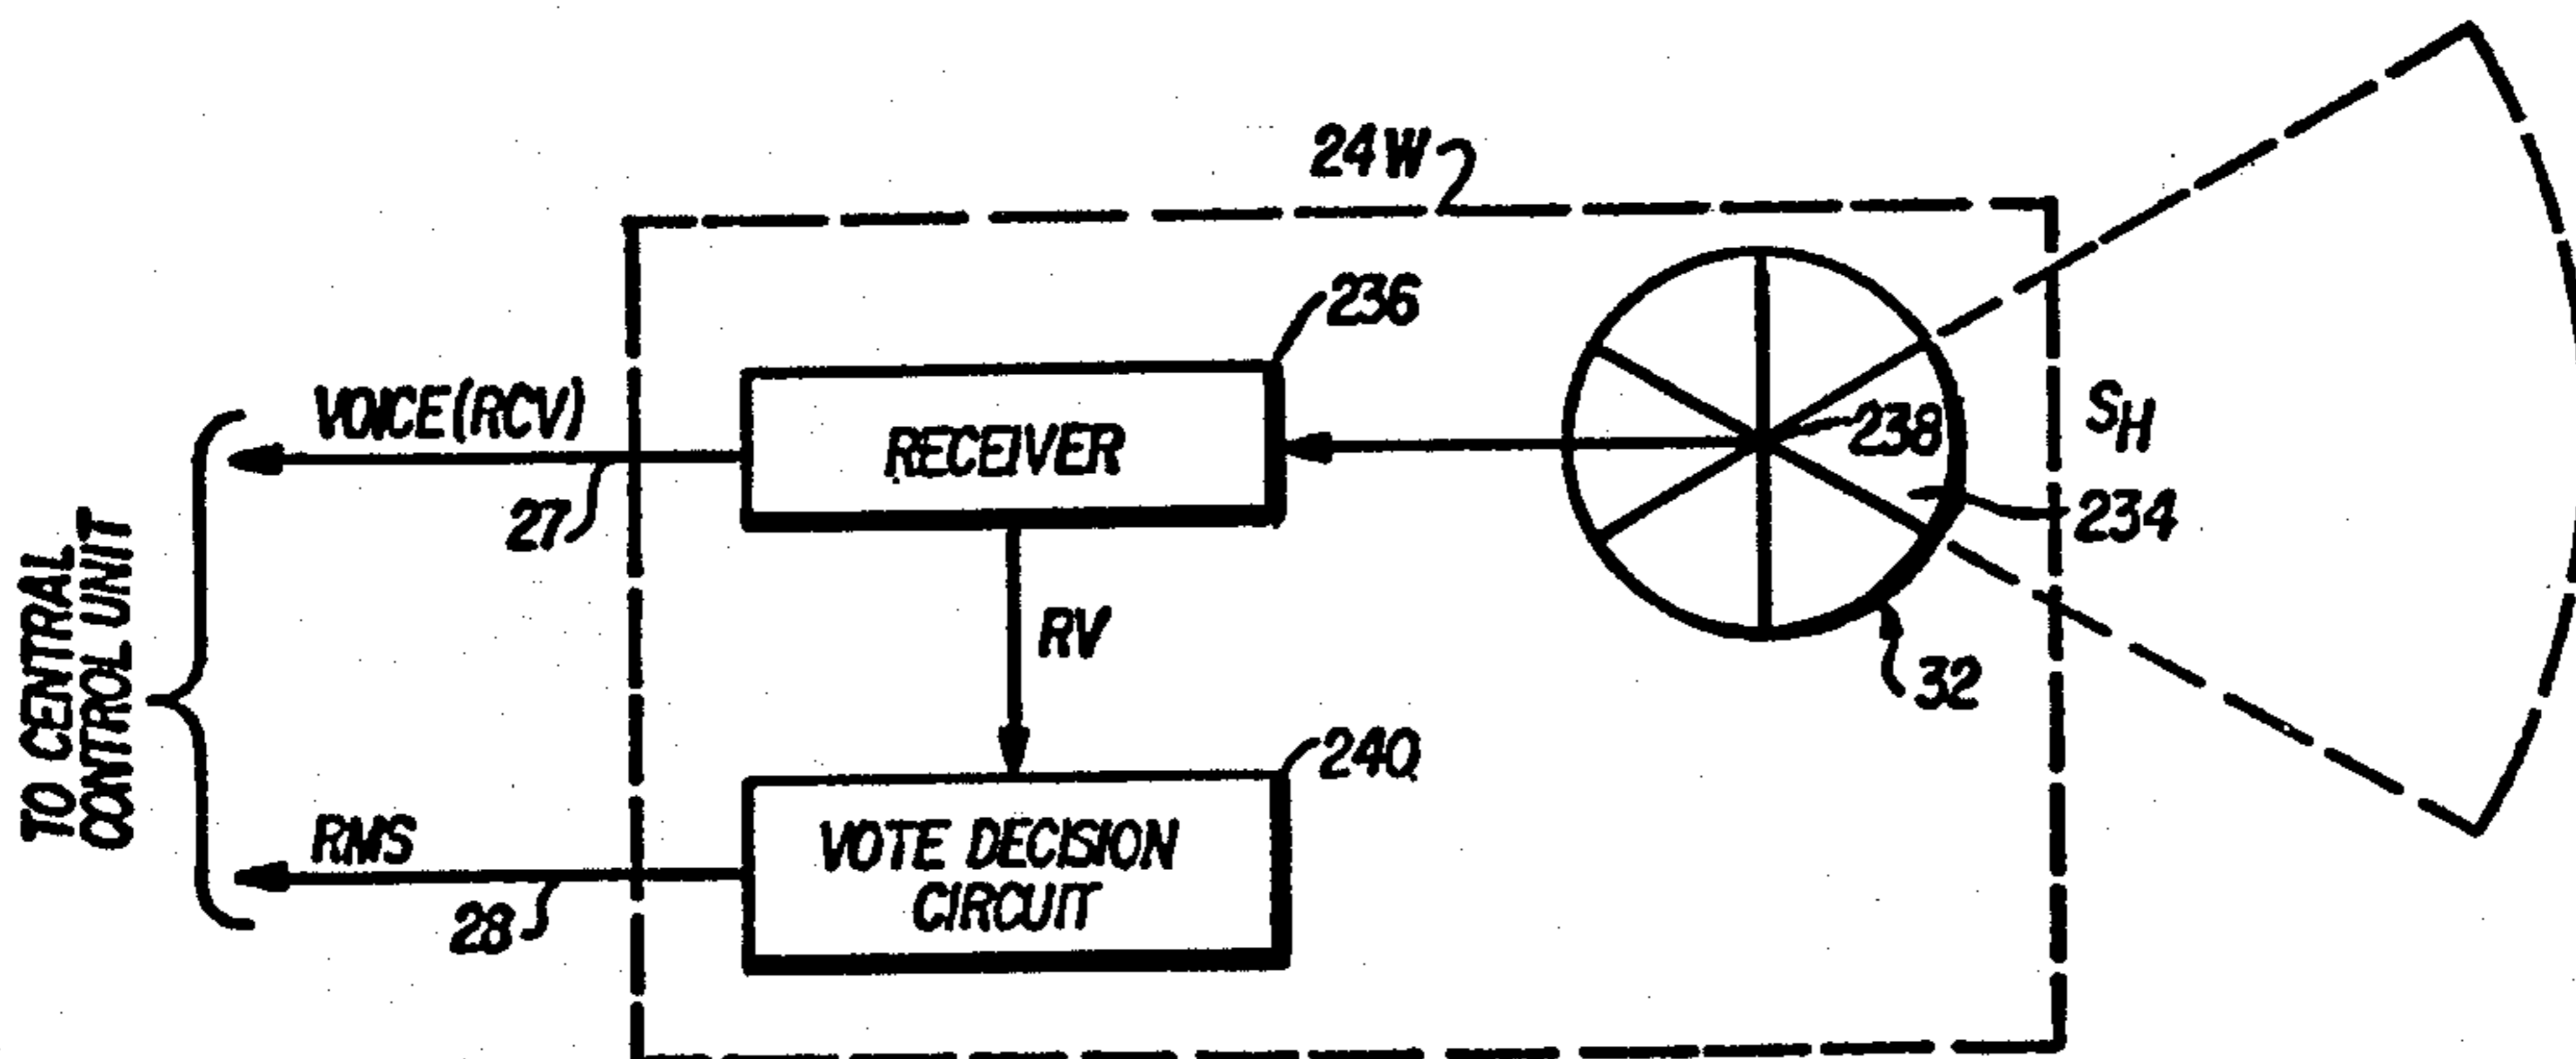 24W
236
VOICE(RCV)
RECEIVER
238
SH
27
234
TO CENTRAL
CONTROL UNIT
RV
32
240
RMS
VOTE DECISION
CIRCUIT
28